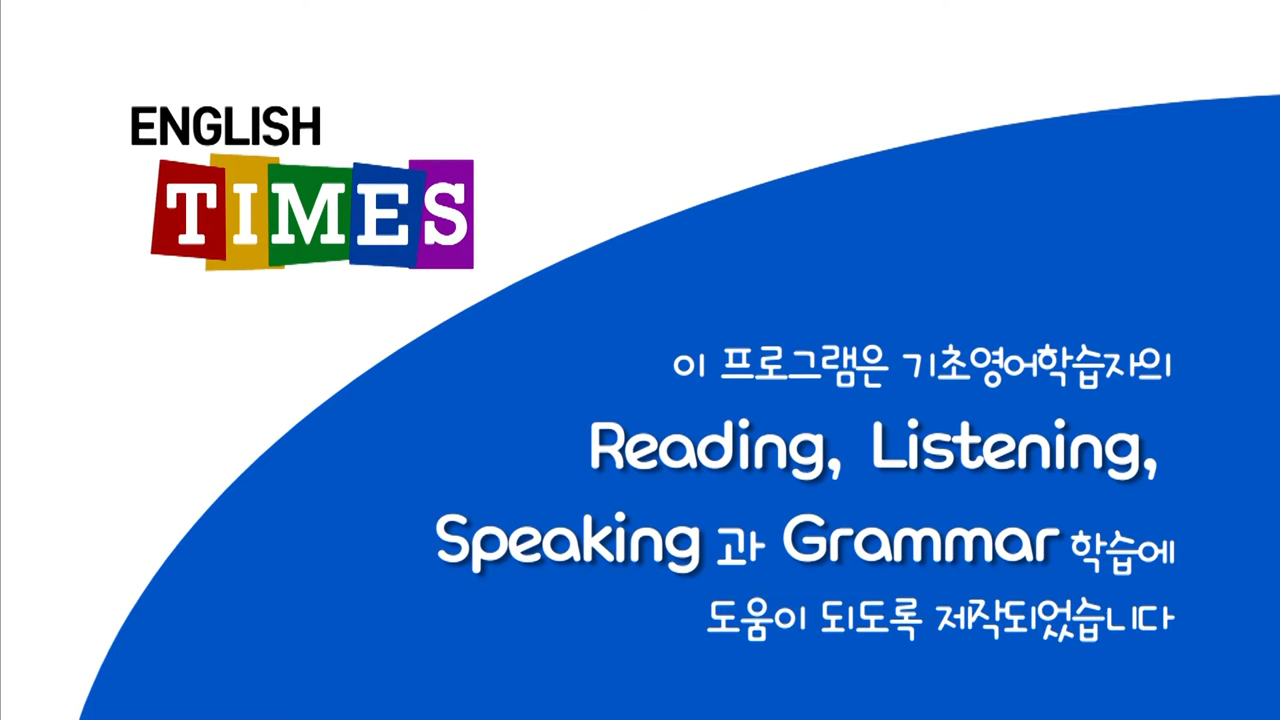 ENGLISH
TIMES
이 프로그램은 기초영어학습자의
Reading, Listening,
Speaking 과 Grammar 학습에
도움이 되도록 제작되었습니다